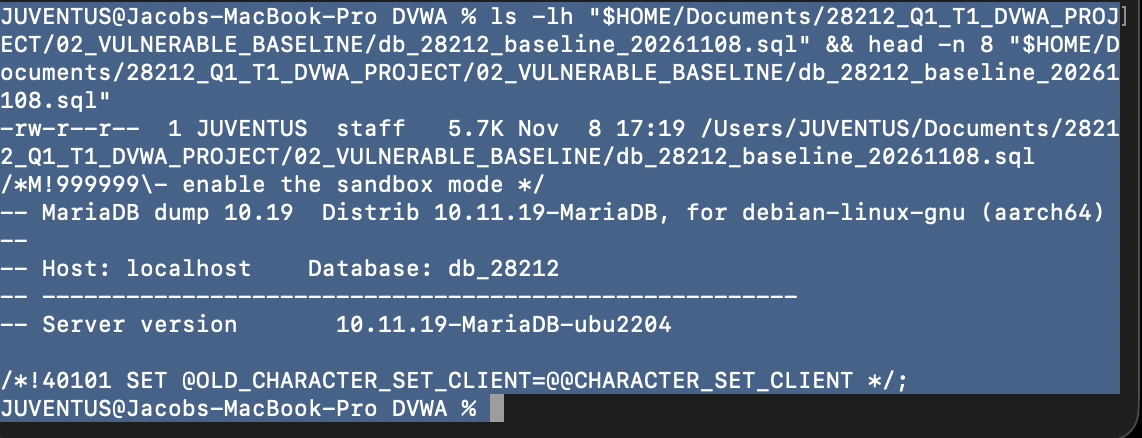 JUVENTUS@Jacobs-MacBook-Pro DVWA % ls -lh "$HOME/Documents/28212_Q1_T1_DVWA_PROJ]
ECT/02_VULNERABLE_BASELINE/db_28212_baseline_20261108.sql" && head -n 8 "$HOME/D
ocuments/28212_Q1_T1_DVWA_PROJECT/02_VULNERABLE_BASELINE/db_28212_baseline_20261
108.sql"
-rw-r--r--  1 JUVENTUS  staff   5.7K Nov  8 17:19 /Users/JUVENTUS/Documents/2821
2_Q1_T1_DVWA_PROJECT/02_VULNERABLE_BASELINE/db_28212_baseline_20261108.sql
/*M!999999\- enable the sandbox mode */
-- MariaDB dump 10.19  Distrib 10.11.19-MariaDB, for debian-linux-gnu (aarch64)
--
-- Host: localhost    Database: db_28212
-- ------------------------------------------------------
-- Server version       10.11.19-MariaDB-ubu2204

/*!40101 SET @OLD_CHARACTER_SET_CLIENT=@@CHARACTER_SET_CLIENT */;
JUVENTUS@Jacobs-MacBook-Pro DVWA %